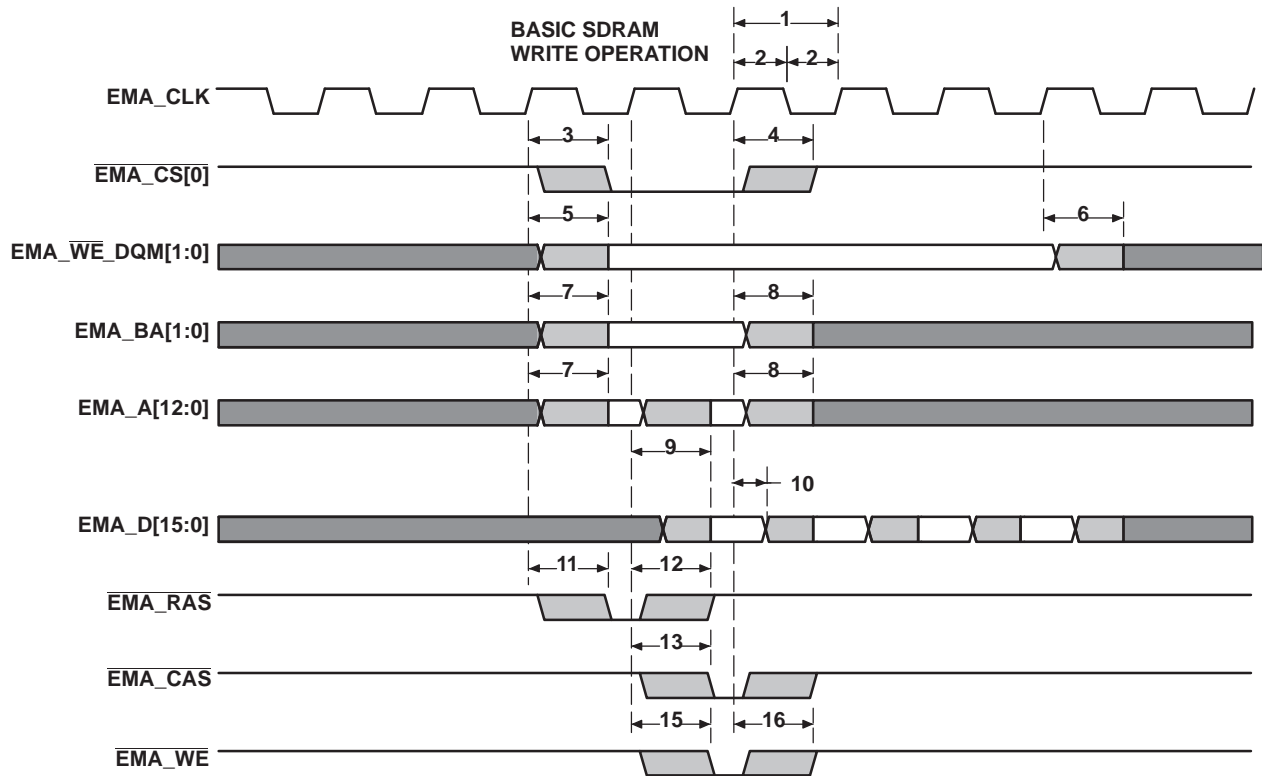 1
BASIC SDRAM
WRITE OPERATION
2 2
EMA_CLK
3 4
EMA_CS[0]
5 6
EMA_WE_DQM[1:0]
7 8
EMA_BA[1:0]
7 8
EMA_A[12:0]
9
10
EMA_D[15:0]
11 12
EMA_RAS
13
EMA_CAS
15 16
EMA_WE